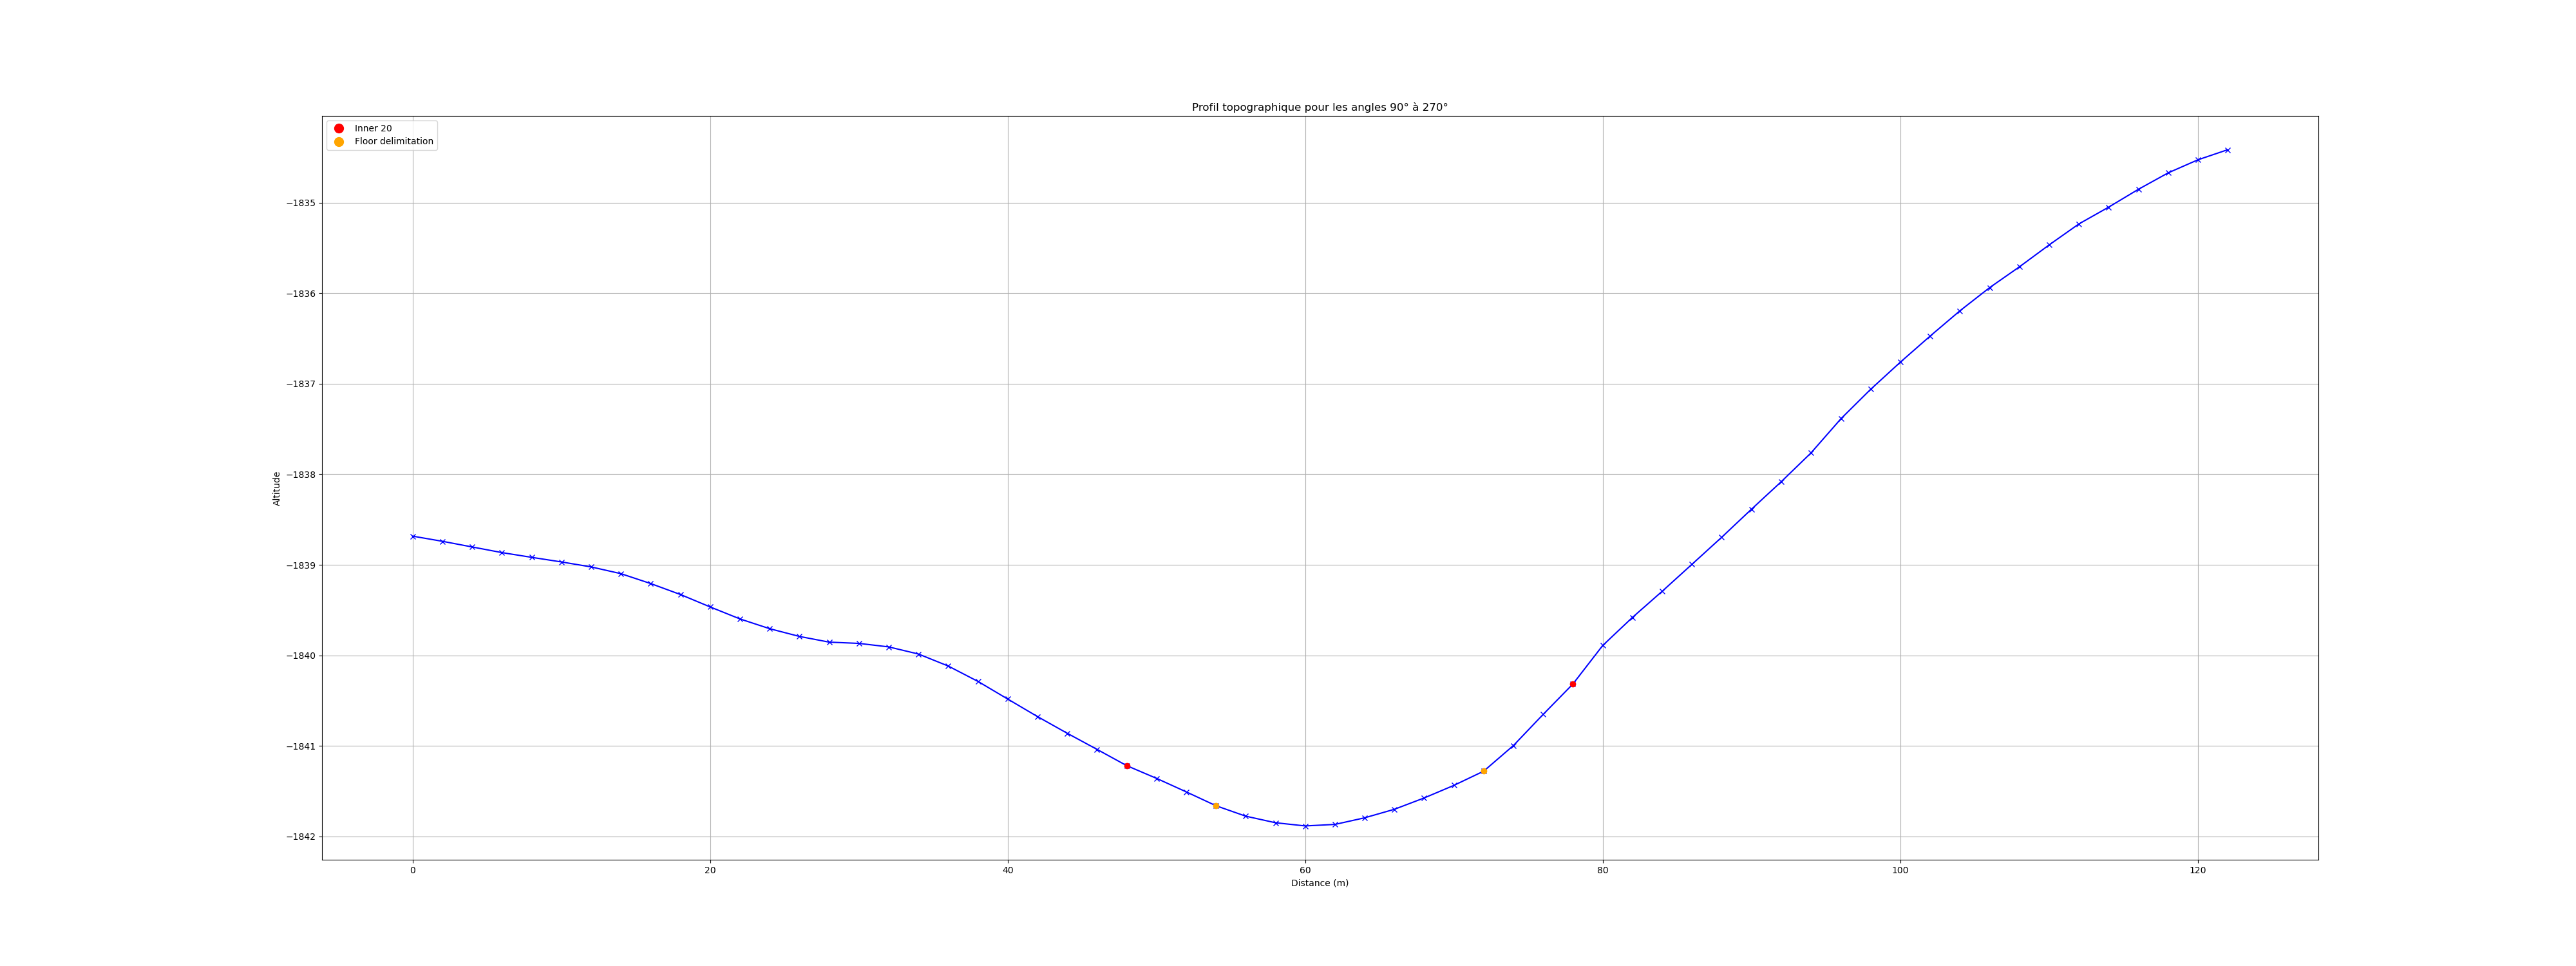 Profil topographique pour les angles 90° à 270°
Inner 20
Floor delimitation
Altitude
−1835
−1836
−1837
−1838
−1839
−1840
−1841
−1842
0 20 40 60 80 100 120
Distance (m)